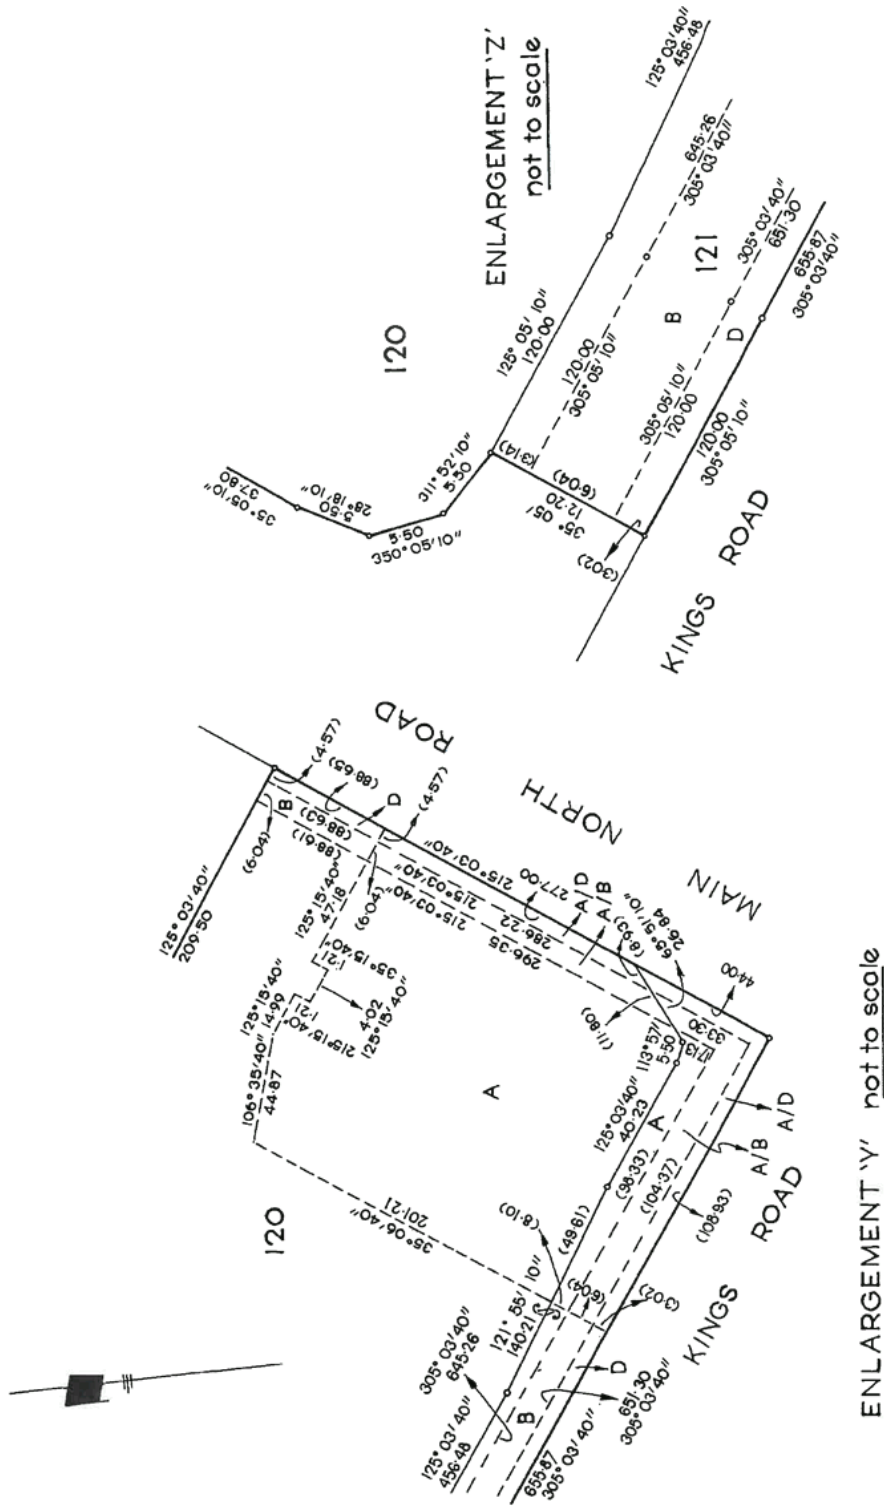 ENLARGEMENT 'Z'
not to scale
120
35° 05' 10"
37·80
5·50
28° 18' 10"
5·50
350° 05' 10"
311° 52' 10"
5·50
125° 05' 10"
120·00
125° 03' 40"
456·48
(3·14)
120·00
305° 05' 10"
645·26
305° 03' 40"
B
121
(6·04)
12·20
35° 05'
(3·02)
305° 05' 10"
120·00
305° 03' 40"
651·30
D
120·00
305° 05' 10"
655·87
305° 03' 40"
KINGS ROAD
125° 03' 40"
209·50
(6·04)
B
(4·57)
(88·65)
(88·63)
(88·61)
D
(4·57)
ROAD
NORTH
MAIN
125° 15' 40"
47·18
(6·04)
215° 03' 40"
215° 03' 40"
215° 03' 40"
1·21
35° 15' 40"
4·02
125° 15' 40"
125° 15' 40"
14·99
1·21
215° 15' 40"
106° 35' 40"
44·87
277·00
286·22
296·35
A/D
A/B
(8·93)
65° 51' 10"
26·84
(11·80)
113° 57'
5·50
17·13
33·30
44·00
A
120
35° 06' 40"
201·21
125° 03' 40"
40·23
A
(8·10)
(49·61)
(98·33)
(104·37)
(108·93)
A/B
A/D
121° 55' 10"
140·21
(6·04)
(3·02)
305° 03' 40"
645·26
125° 03' 40"
456·48
B
D
651·30
305° 03' 40"
655·87
305° 03' 40"
KINGS ROAD
ENLARGEMENT 'Y'
not to scale